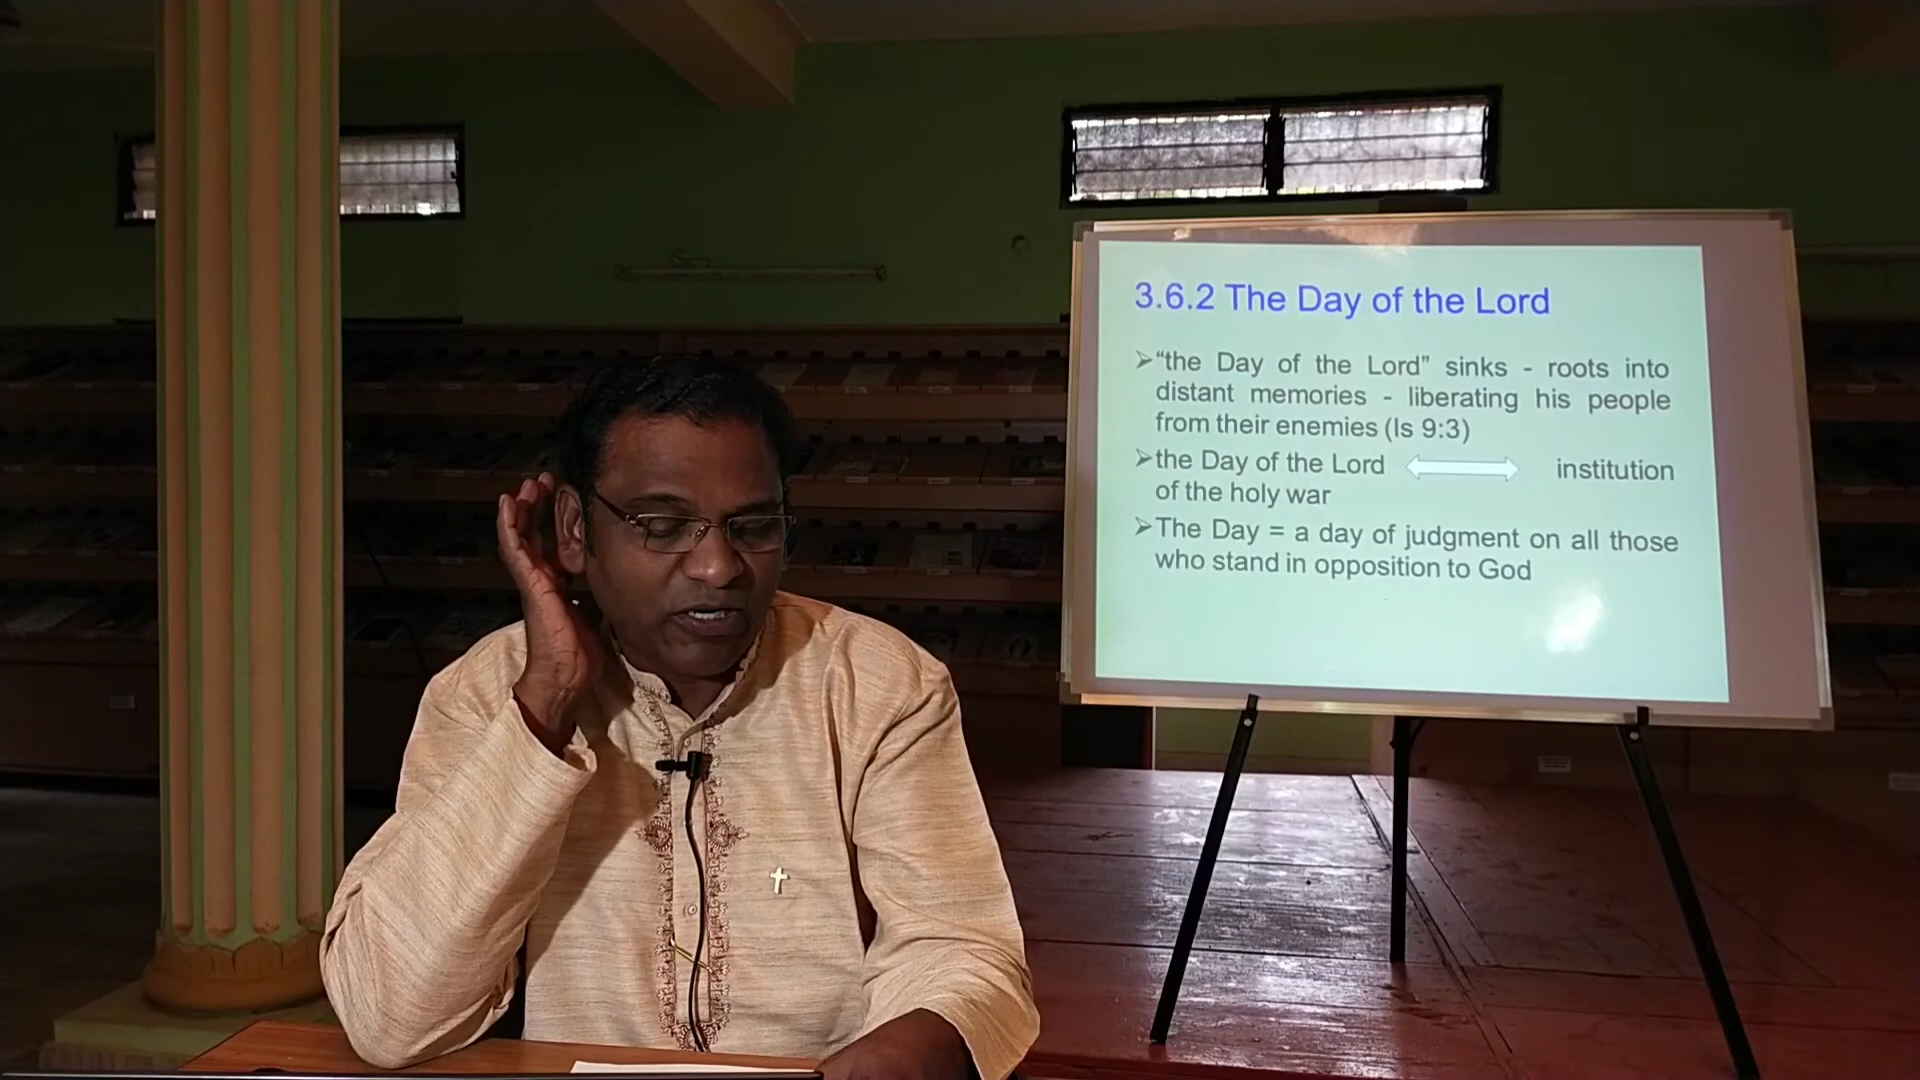 3.6.2 The Day of the Lord
➢“the Day of the Lord” sinks - roots into
distant memories - liberating his people
from their enemies (Is 9:3)
➢the Day of the Lord ⟺ institution
of the holy war
➢The Day = a day of judgment on all those
who stand in opposition to God